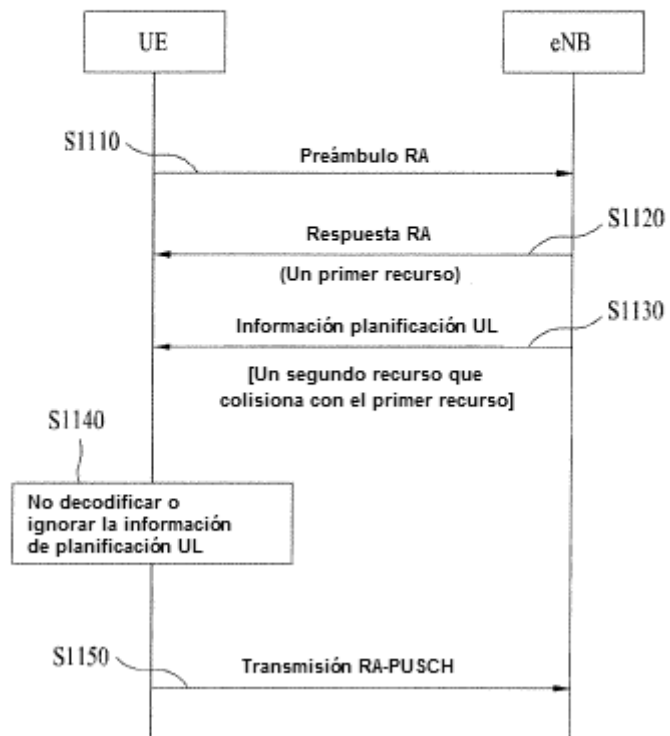 UE
eNB
S1110
Preámbulo RA
S1120
Respuesta RA
(Un primer recurso)
S1130
Información planificación UL
[Un segundo recurso que
colisiona con el primer recurso]
S1140
No decodificar o
ignorar la información
de planificación UL
S1150
Transmisión RA-PUSCH